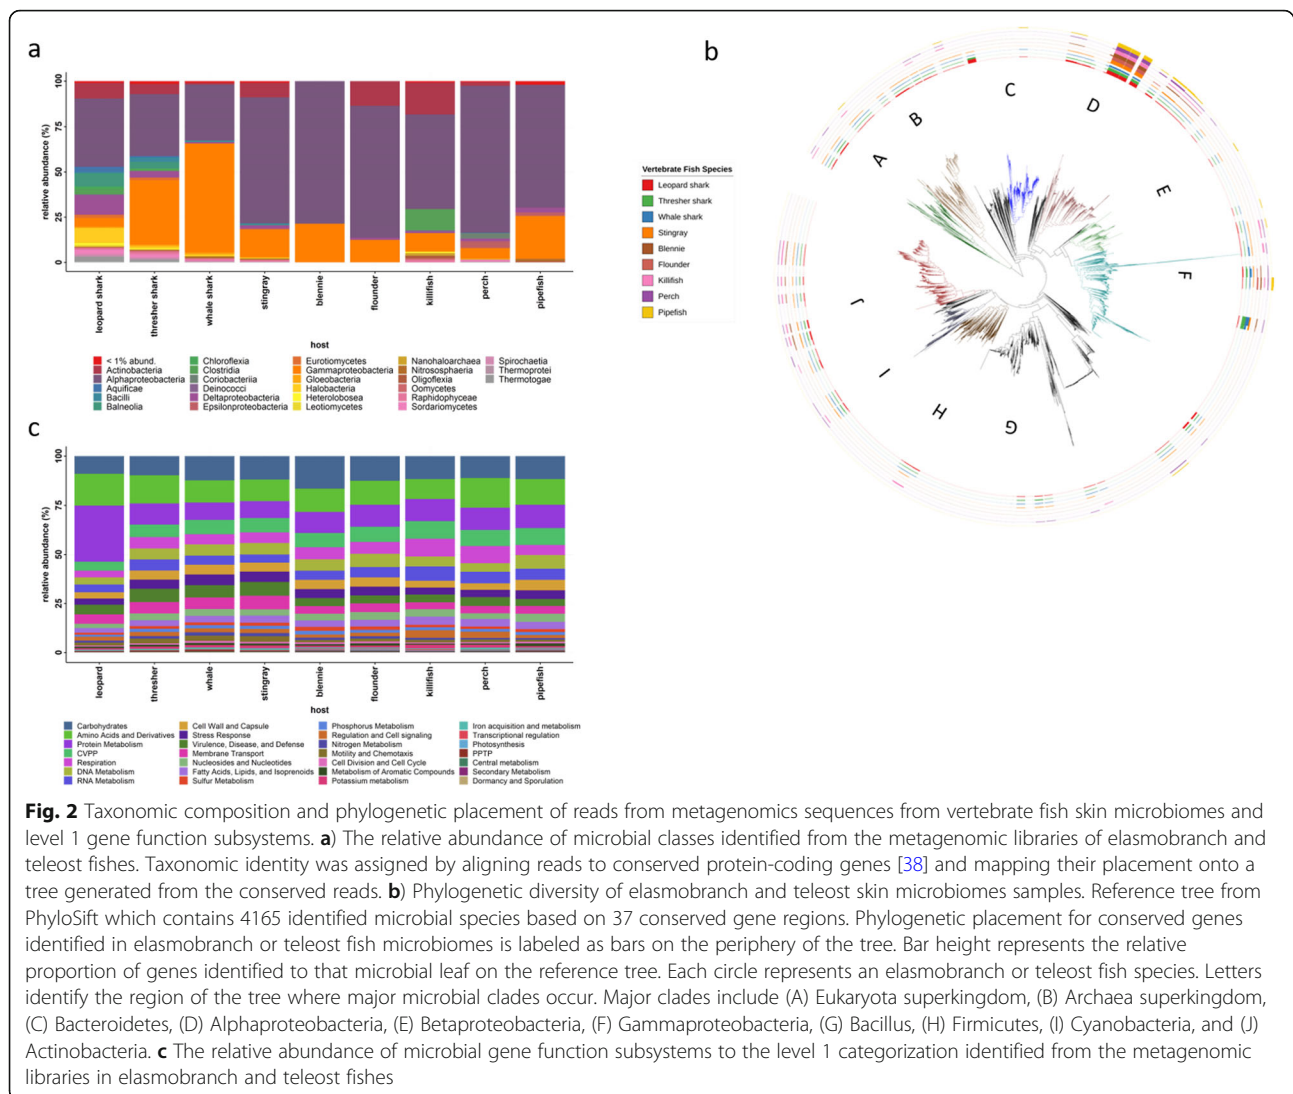 a
100
75
50
25
0
relative abundance (%)
leopard shark
thresher shark
whale shark
stingray
blennie
flounder
killifish
perch
pipefish
host
< 1% abund.
Actinobacteria
Alphaproteobacteria
Aquificae
Bacilli
Balneolia
Chloroflexia
Clostridia
Coriobacteriia
Deinococci
Deltaproteobacteria
Epsilonproteobacteria
Eurotiomycetes
Gammaproteobacteria
Gloeobacteria
Halobacteria
Heterolobosea
Leotiomycetes
Nanohaloarchaea
Nitrososphaeria
Oligoflexia
Oomycetes
Raphidophyceae
Sordariomycetes
Spirochaetia
Thermoprotei
Thermotogae
b
Vertebrate Fish Species
Leopard shark
Thresher shark
Whale shark
Stingray
Blennie
Flounder
Killifish
Perch
Pipefish
A
B
C
D
E
F
G
H
I
J
c
100
75
50
25
0
relative abundance (%)
leopard
thresher
whale
stingray
blennie
flounder
killifish
perch
pipefish
host
Carbohydrates
Amino Acids and Derivatives
Protein Metabolism
CVPP
Respiration
DNA Metabolism
RNA Metabolism
Cell Wall and Capsule
Stress Response
Virulence, Disease, and Defense
Membrane Transport
Nucleosides and Nucleotides
Fatty Acids, Lipids, and Isoprenoids
Sulfur Metabolism
Phosphorus Metabolism
Regulation and Cell signaling
Nitrogen Metabolism
Motility and Chemotaxis
Cell Division and Cell Cycle
Metabolism of Aromatic Compounds
Potassium metabolism
Iron acquisition and metabolism
Transcriptional regulation
Photosynthesis
PPTP
Central metabolism
Secondary Metabolism
Dormancy and Sporulation
Fig. 2 Taxonomic composition and phylogenetic placement of reads from metagenomics sequences from vertebrate fish skin microbiomes and
level 1 gene function subsystems. a) The relative abundance of microbial classes identified from the metagenomic libraries of elasmobranch and
teleost fishes. Taxonomic identity was assigned by aligning reads to conserved protein-coding genes [38] and mapping their placement onto a
tree generated from the conserved reads. b) Phylogenetic diversity of elasmobranch and teleost skin microbiomes samples. Reference tree from
PhyloSift which contains 4165 identified microbial species based on 37 conserved gene regions. Phylogenetic placement for conserved genes
identified in elasmobranch or teleost fish microbiomes is labeled as bars on the periphery of the tree. Bar height represents the relative
proportion of genes identified to that microbial leaf on the reference tree. Each circle represents an elasmobranch or teleost fish species. Letters
identify the region of the tree where major microbial clades occur. Major clades include (A) Eukaryota superkingdom, (B) Archaea superkingdom,
(C) Bacteroidetes, (D) Alphaproteobacteria, (E) Betaproteobacteria, (F) Gammaproteobacteria, (G) Bacillus, (H) Firmicutes, (I) Cyanobacteria, and (J)
Actinobacteria. c The relative abundance of microbial gene function subsystems to the level 1 categorization identified from the metagenomic
libraries in elasmobranch and teleost fishes